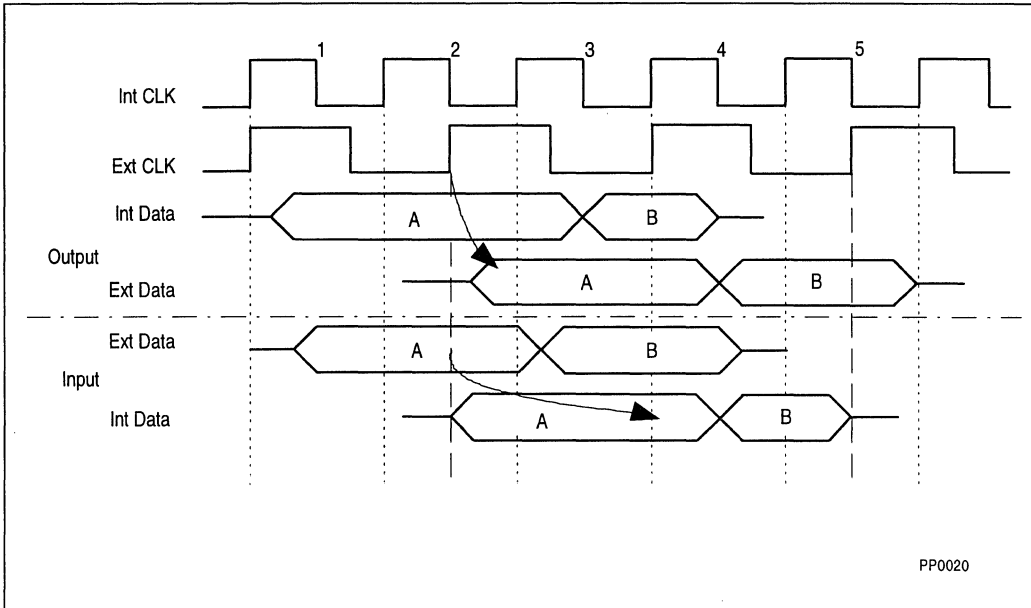 1 2 3 4 5
Int CLK
Ext CLK
Int Data A B
Output
Ext Data A B
Ext Data A B
Input
Int Data A B
PP0020